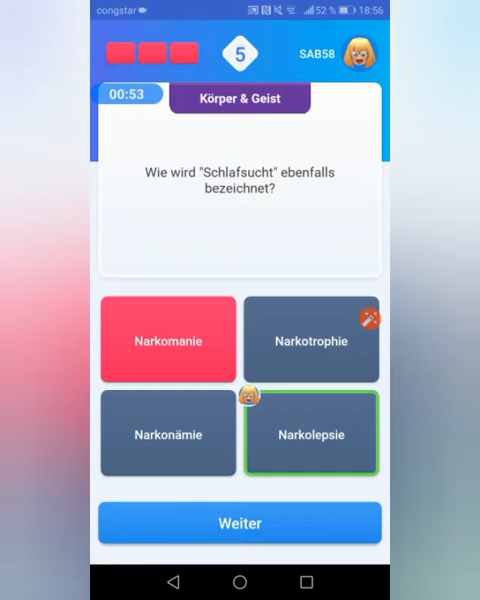 congstar 52 % 18:56
5 SAB58
00:53
Körper & Geist
Wie wird "Schlafsucht" ebenfalls
bezeichnet?
Narkomanie Narkotrophie
Narkonämie Narkolepsie
Weiter